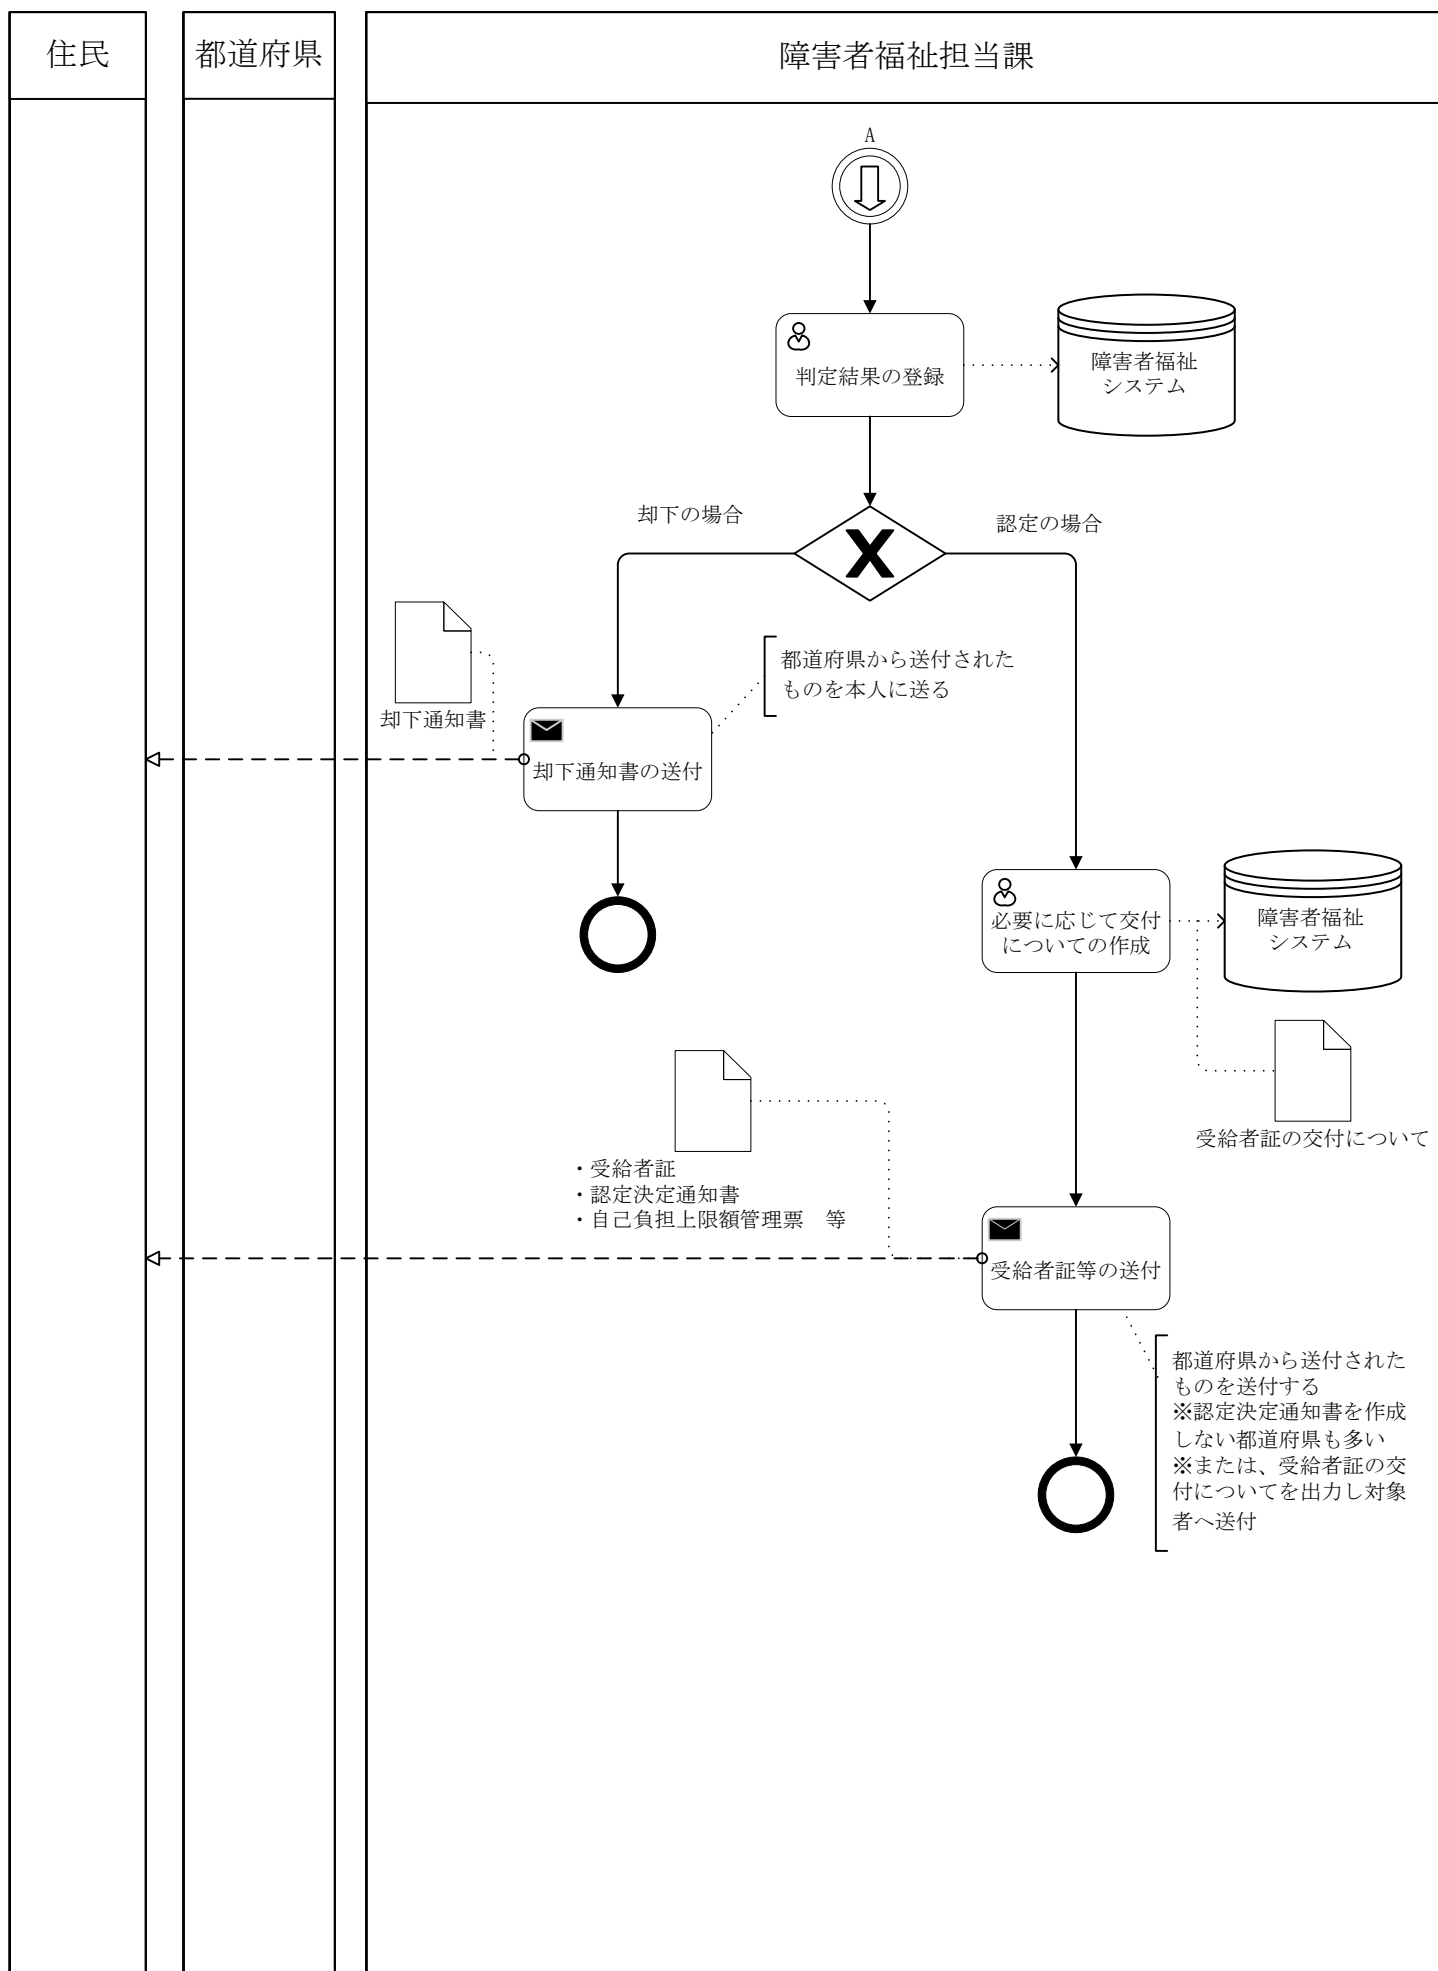 住民
都道府県
障害者福祉担当課
A
判定結果の登録
障害者福祉
システム
却下の場合
認定の場合
都道府県から送付された
ものを本人に送る
却下通知書
却下通知書の送付
必要に応じて交付
についての作成
障害者福祉
システム
受給者証の交付について
・受給者証
・認定決定通知書
・自己負担上限額管理票　等
受給者証等の送付
都道府県から送付された
ものを送付する
※認定決定通知書を作成
しない都道府県も多い
※または、受給者証の交
付についてを出力し対象
者へ送付